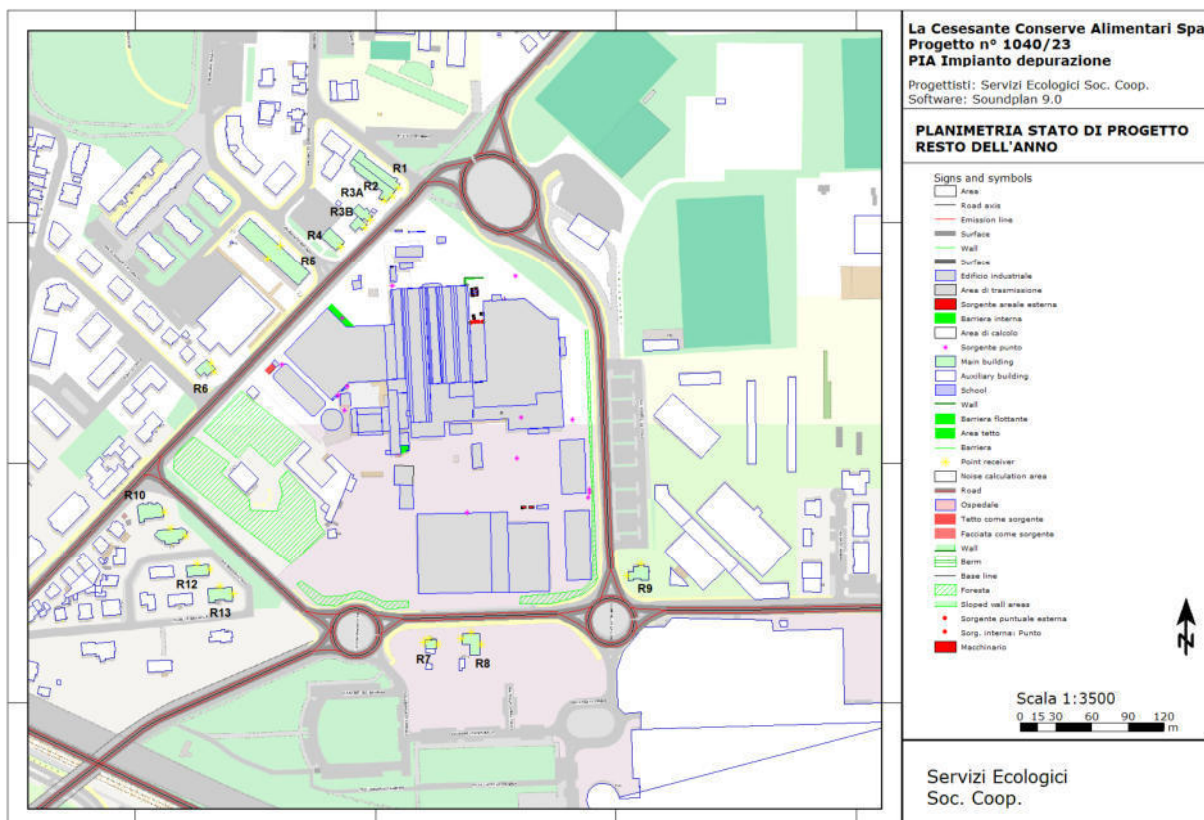 La Cesesante Conserve Alimentari Spa
Progetto n° 1040/23
PIA Impianto depurazione
Progettisti: Servizi Ecologici Soc. Coop.
Software: Soundplan 9.0
PLANIMETRIA STATO DI PROGETTO
RESTO DELL'ANNO
Signs and symbols
Area
Road axis
Emission line
Surface
Wall
Surface
Edificio industriale
Area di trasmissione
Sorgente areale esterna
Barriera interna
Area di calcolo
Sorgente punto
Main building
Auxiliary building
School
Wall
Barriera flottante
Area tetto
Barriera
Point receiver
Noise calculation area
Road
Ospedale
Tetto come sorgente
Facciata come sorgente
Wall
Berm
Base line
Foresta
Sloped wall areas
Sorgente puntuale esterna
Sorg. interna: Punto
Macchinario
Scala 1:3500
0 15 30 60 90 120
m
N
Servizi Ecologici
Soc. Coop.
R1
R2
R3A
R3B
R4
R5
R6
R10
R12
R13
R9
R7
R8